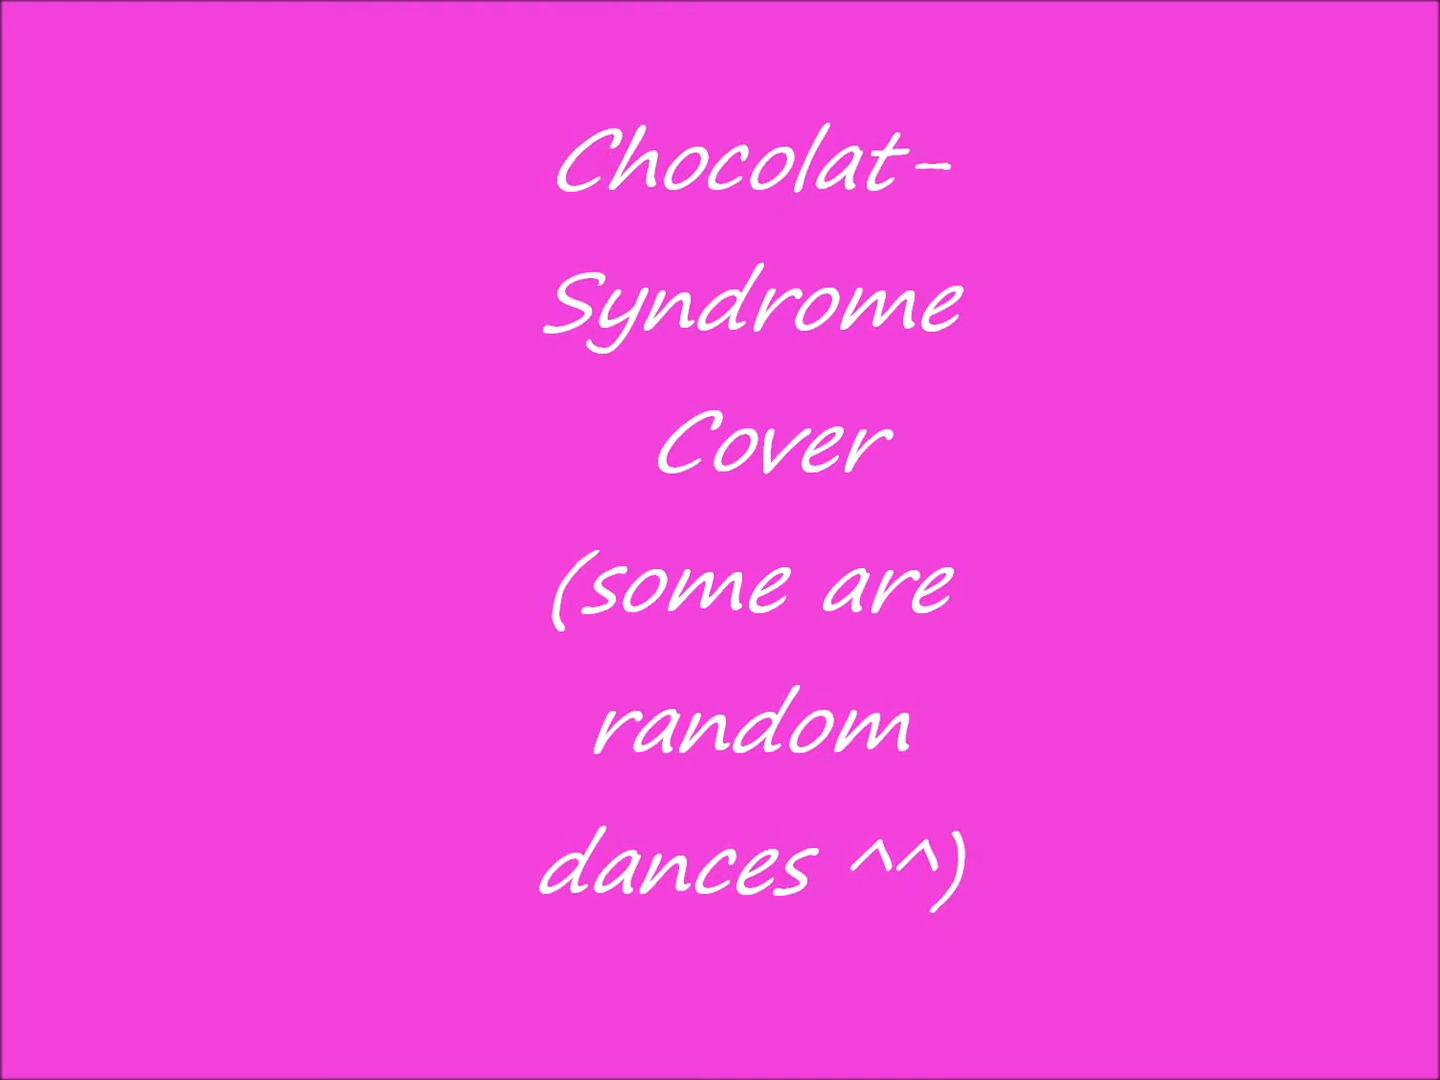 Chocolat-
Syndrome
Cover
(some are
random
dances ^^)